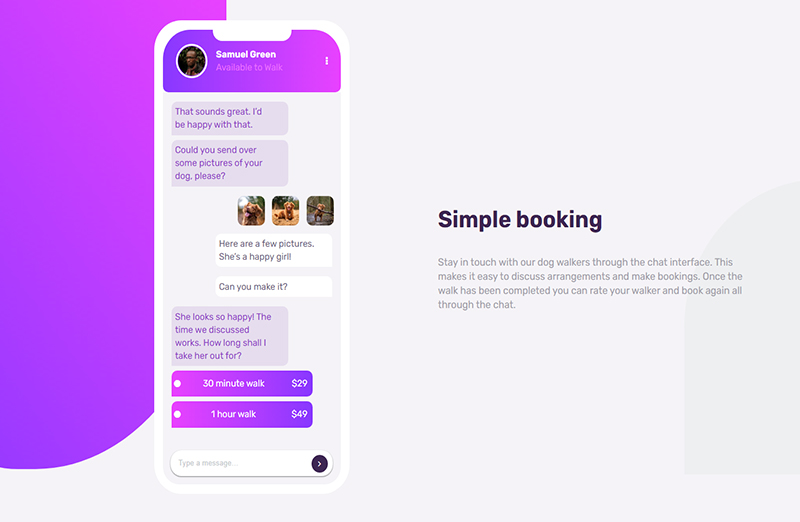 Samuel Green
Available to Walk
That sounds great. I'd
be happy with that.
Could you send over
some pictures of your
dog, please?
Here are a few pictures.
She's a happy girl!
Can you make it?
She looks so happy! The
time we discussed
works. How long shall I
take her out for?
30 minute walk $29
1 hour walk $49
Type a message...
Simple booking
Stay in touch with our dog walkers through the chat interface. This
makes it easy to discuss arrangements and make bookings. Once the
walk has been completed you can rate your walker and book again all
through the chat.